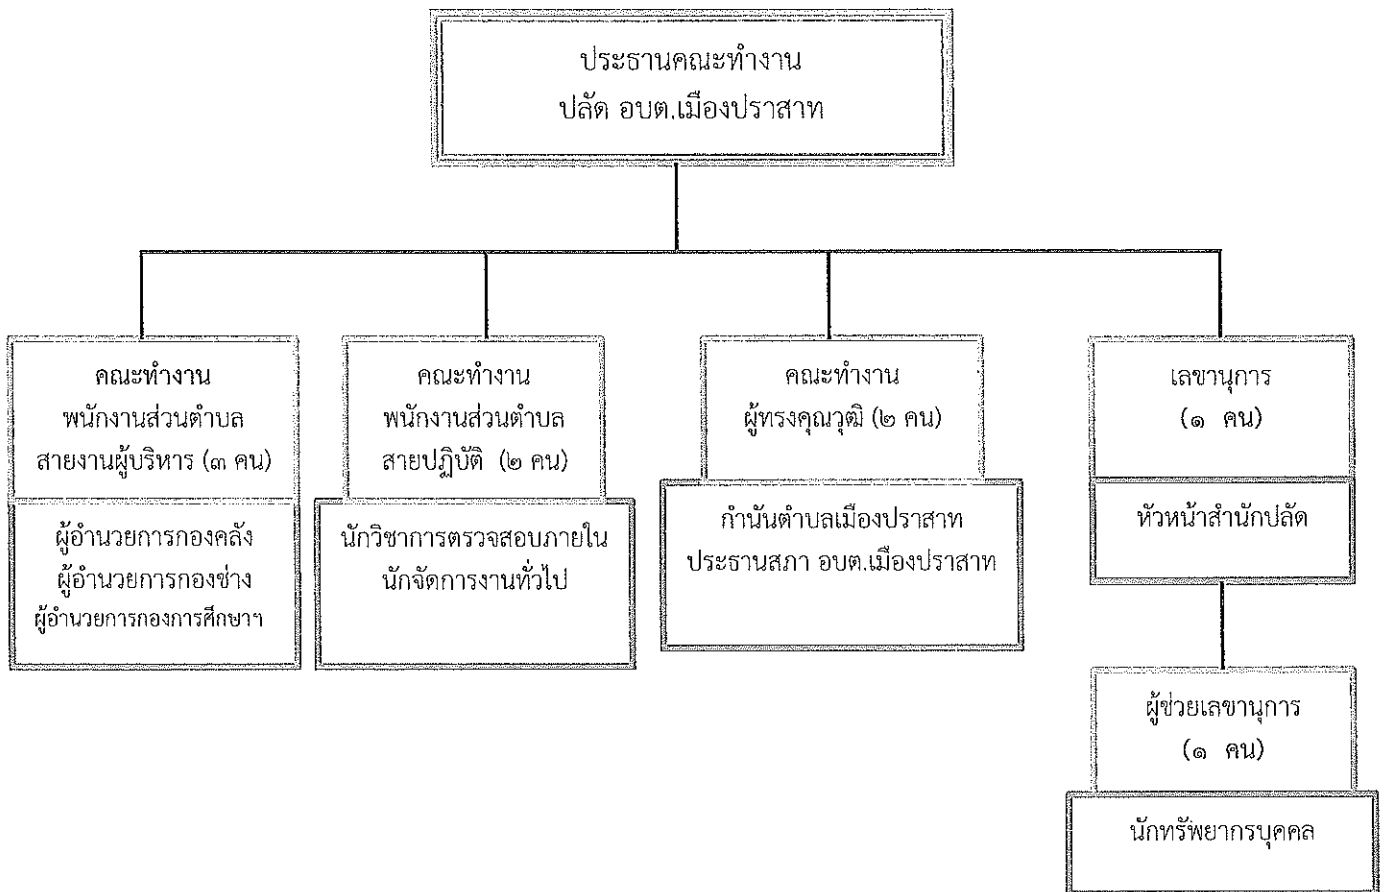 ประธานคณะทำงาน
ปลัด อบต.เมืองปราสาท
คณะทำงาน
พนักงานส่วนตำบล
สายงานผู้บริหาร (๓ คน)
ผู้อำนวยการกองคลัง
ผู้อำนวยการกองช่าง
ผู้อำนวยการกองการศึกษาฯ
คณะทำงาน
พนักงานส่วนตำบล
สายปฏิบัติ (๒ คน)
นักวิชาการตรวจสอบภายใน
นักจัดการงานทั่วไป
คณะทำงาน
ผู้ทรงคุณวุฒิ (๒ คน)
กำนันตำบลเมืองปราสาท
ประธานสภา อบต.เมืองปราสาท
เลขานุการ
(๑ คน)
หัวหน้าสำนักปลัด
ผู้ช่วยเลขานุการ
(๑ คน)
นักทรัพยากรบุคคล